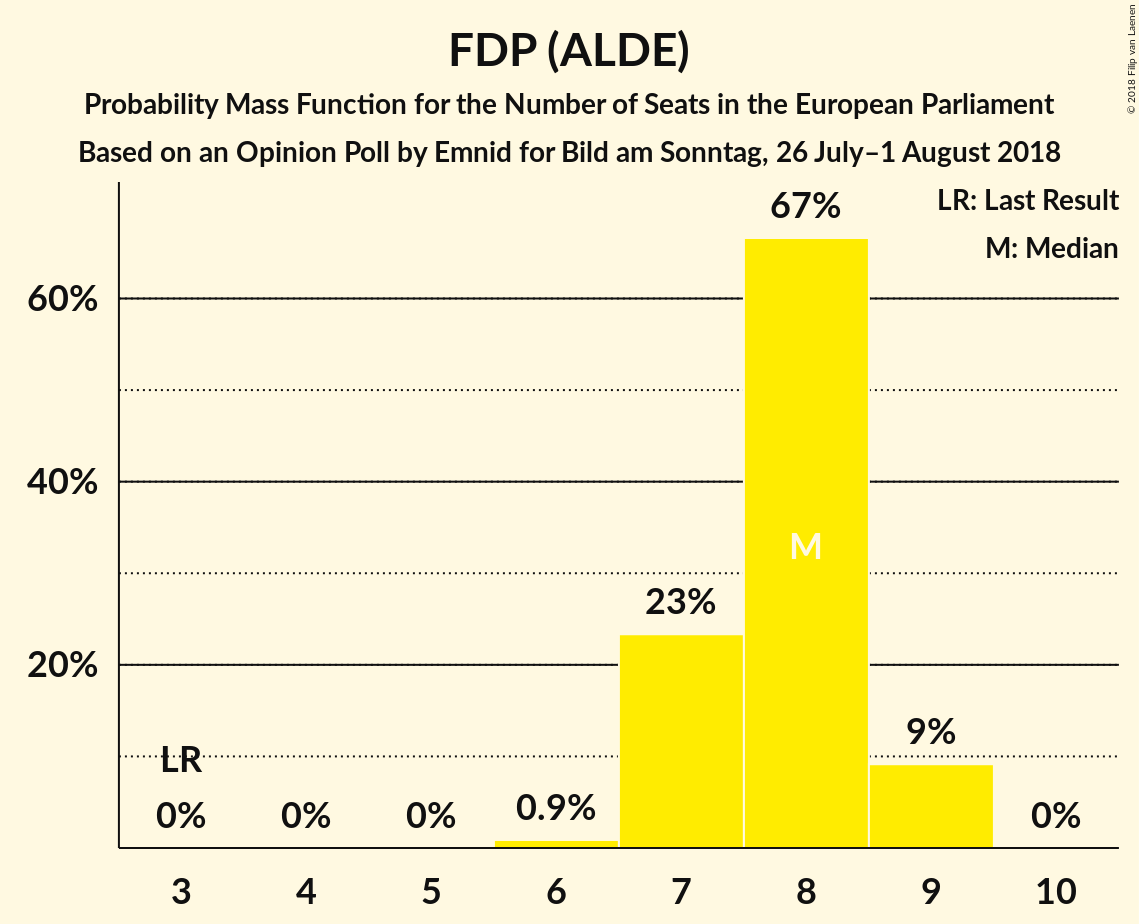 FDP (ALDE)
Probability Mass Function for the Number of Seats in the European Parliament
Based on an Opinion Poll by Emnid for Bild am Sonntag, 26 July–1 August 2018
© 2018 Filip van Laenen
LR: Last Result
M: Median
60%
40%
20%
LR
0%
0%
0%
0.9%
23%
67%
M
9%
0%
3 4 5 6 7 8 9 10